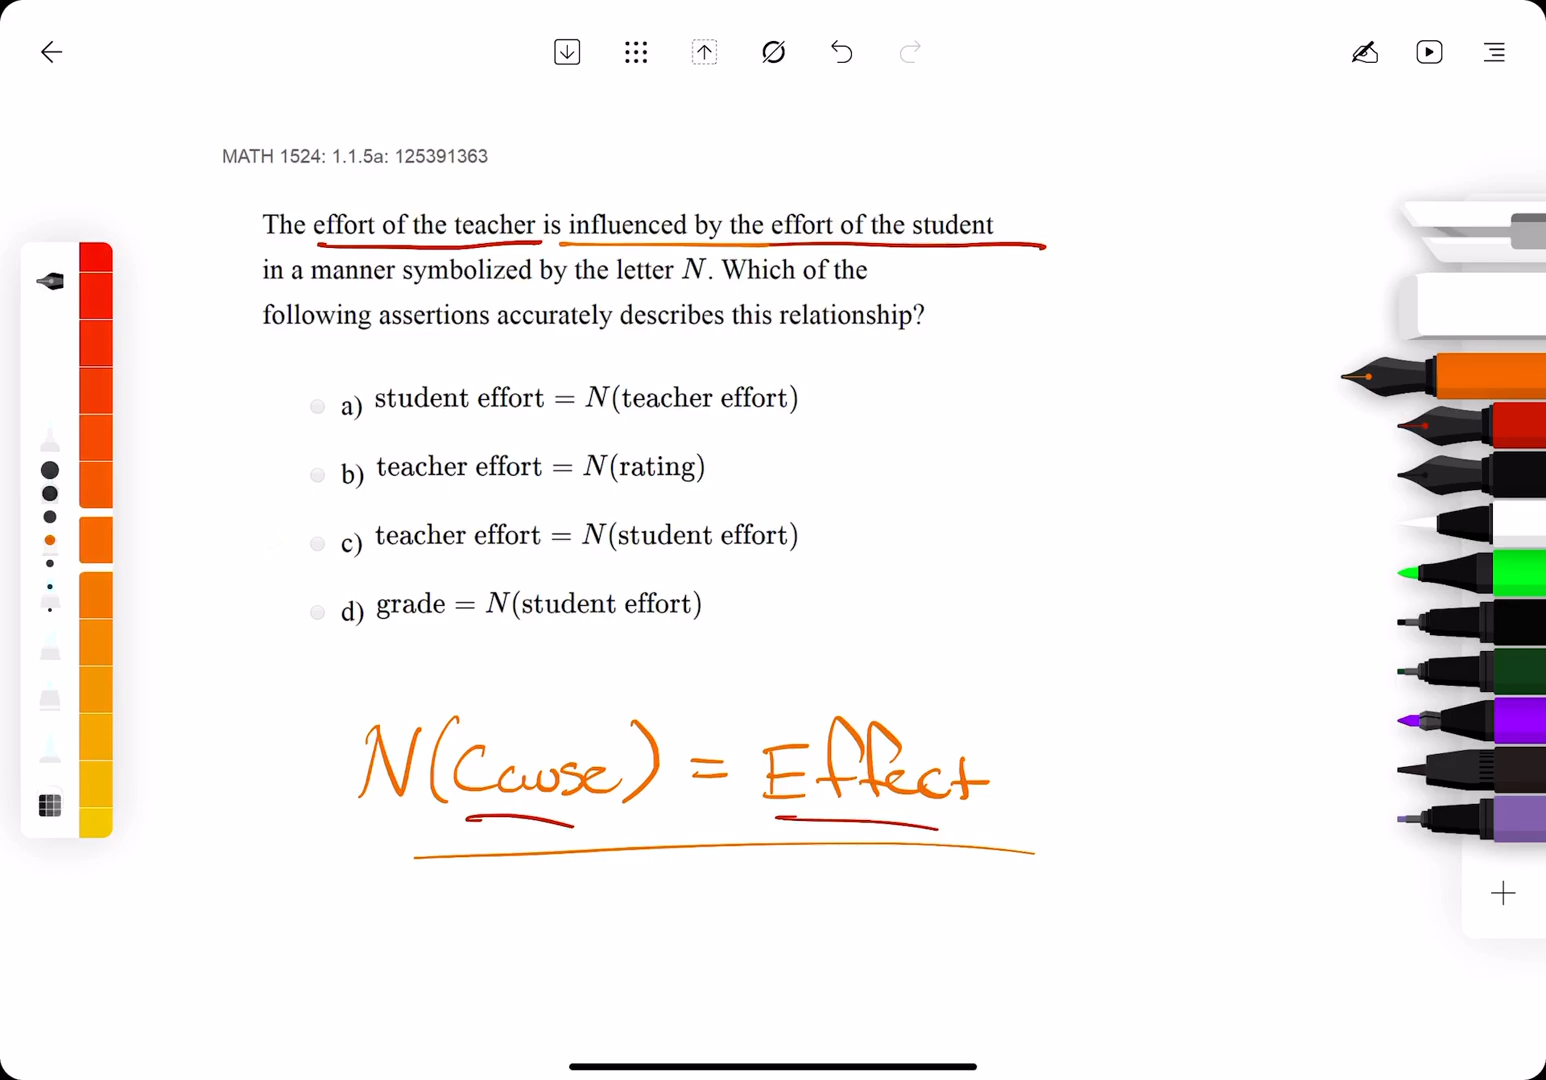 MATH 1524: 1.1.5a: 125391363
The effort of the teacher is influenced by the effort of the student
in a manner symbolized by the letter N. Which of the
following assertions accurately describes this relationship?
a) student effort = N(teacher effort)
b) teacher effort = N(rating)
c) teacher effort = N(student effort)
d) grade = N(student effort)
N(Cause) = Effect